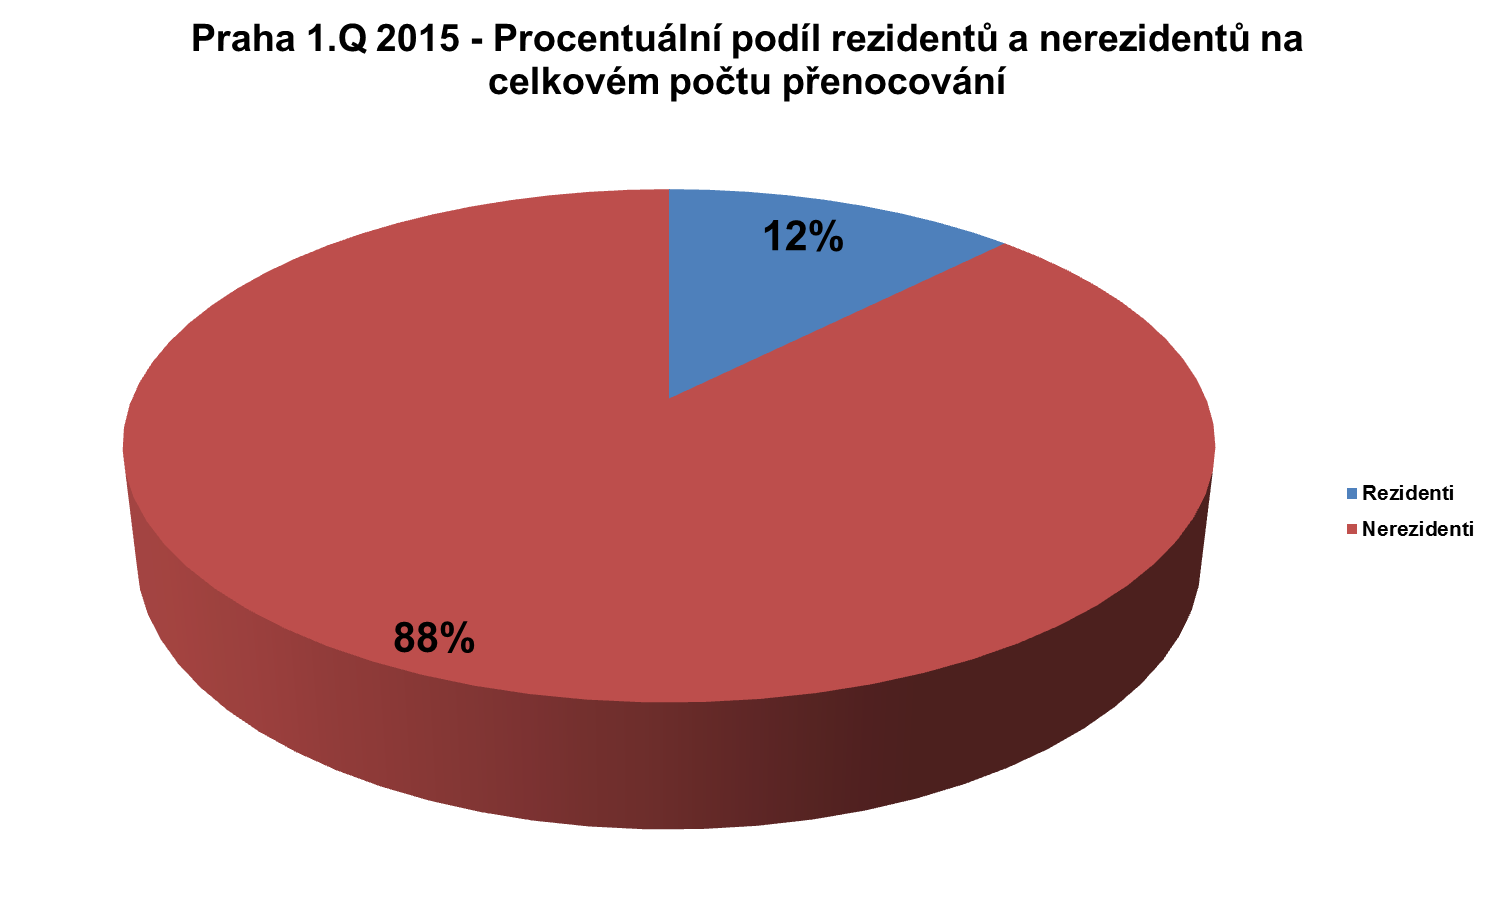 Praha 1.Q 2015 - Procentuální podíl rezidentů a nerezidentů na
celkovém počtu přenocování
12%
88%
Rezidenti
Nerezidenti